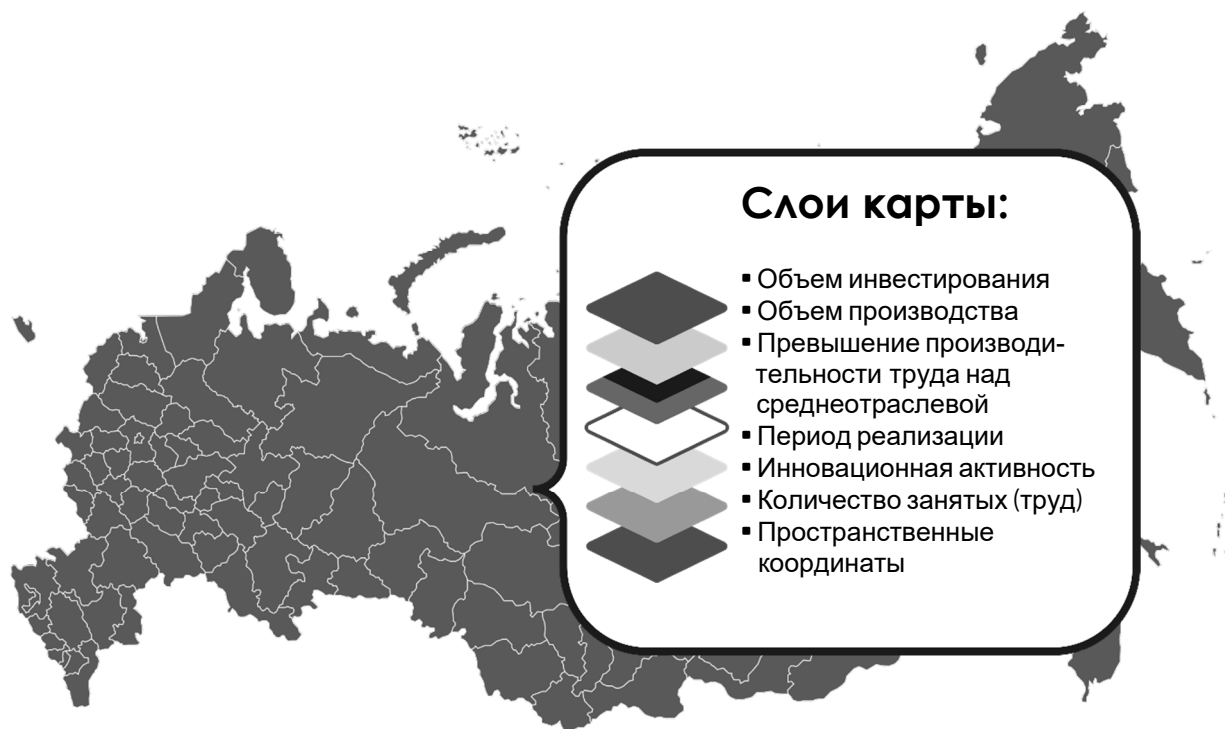 Слои карты:
▪ Объем инвестирования
▪ Объем производства
▪ Превышение производи-
тельности труда над
среднеотраслевой
▪ Период реализации
▪ Инновационная активность
▪ Количество занятых (труд)
▪ Пространственные
координаты